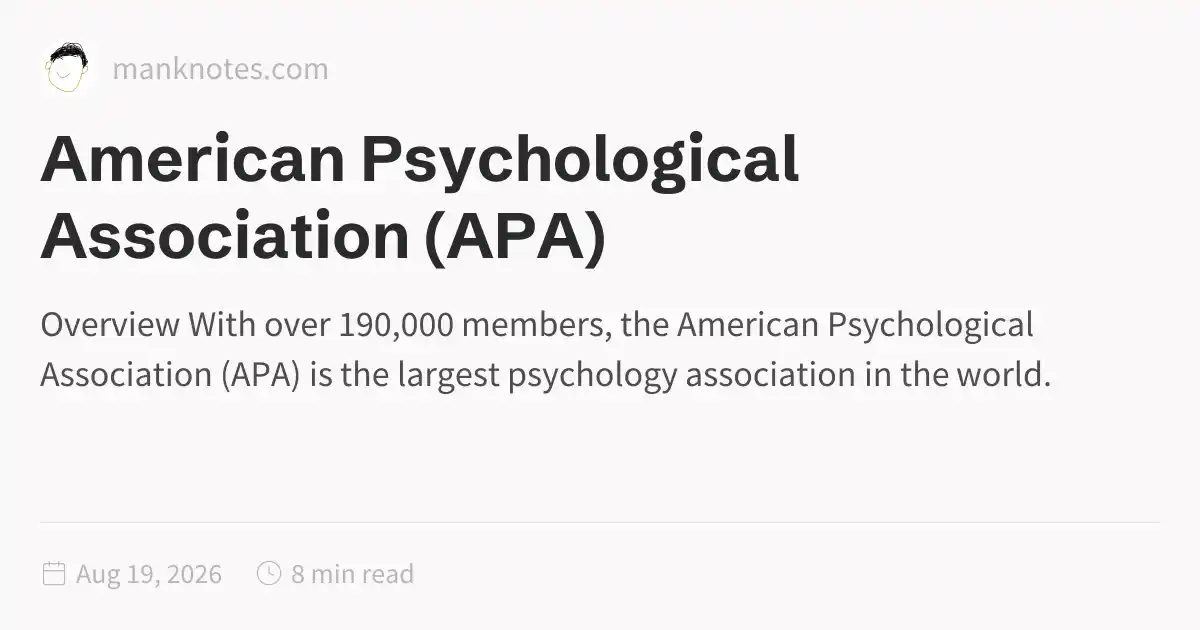 manknotes.com
American Psychological
Association (APA)
Overview With over 190,000 members, the American Psychological
Association (APA) is the largest psychology association in the world.
Aug 19, 2026 8 min read